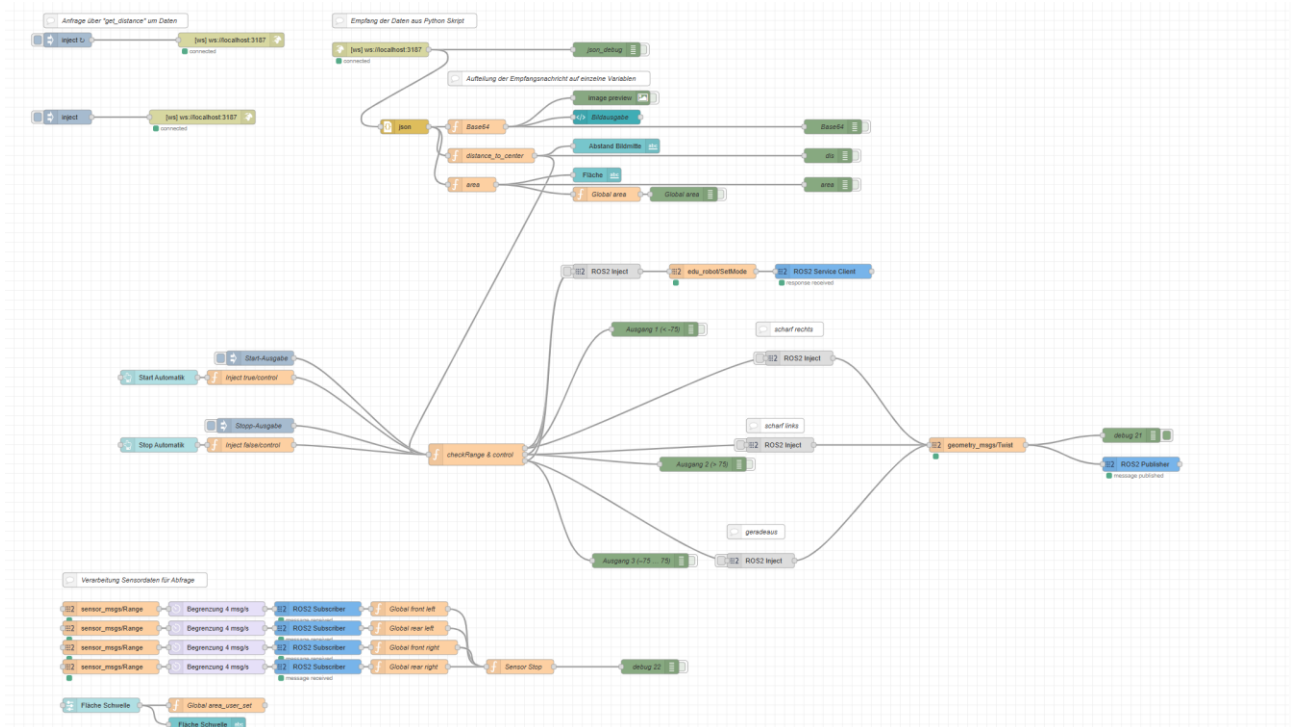 Anfrage über "get_distance" um Daten
Empfang der Daten aus Python Skript
inject ↻
[ws] ws://localhost:3187
connected
[ws] ws://localhost:3187
connected
json_debug
Aufteilung der Empfangsnachricht auf einzelne Variablen
image preview
inject
[ws] ws://localhost:3187
connected
Bildausgabe
json
Base64
Base64
Abstand Bildmitte
distance_to_center
dis
Fläche
area
area
Global area
Global area
ROS2 Inject
edu_robot/SetMode
ROS2 Service Client
response received
Ausgang 1 (< -75)
scharf rechts
Start-Ausgabe
ROS2 Inject
Start Automatik
Inject true/control
Stopp-Ausgabe
scharf links
Stop Automatik
Inject false/control
ROS2 Inject
geometry_msgs/Twist
debug 21
checkRange & control
Ausgang 2 (> 75)
ROS2 Publisher
message published
geradeaus
Ausgang 3 (-75 ... 75)
ROS2 Inject
Verarbeitung Sensordaten für Abfrage
sensor_msgs/Range
Begrenzung 4 msg/s
ROS2 Subscriber
Global front left
message received
sensor_msgs/Range
Begrenzung 4 msg/s
ROS2 Subscriber
Global rear left
message received
sensor_msgs/Range
Begrenzung 4 msg/s
ROS2 Subscriber
Global front right
message received
sensor_msgs/Range
Begrenzung 4 msg/s
ROS2 Subscriber
Global rear right
message received
Sensor Stop
debug 22
Fläche Schwelle
Global area_user_set
Fläche Schwelle